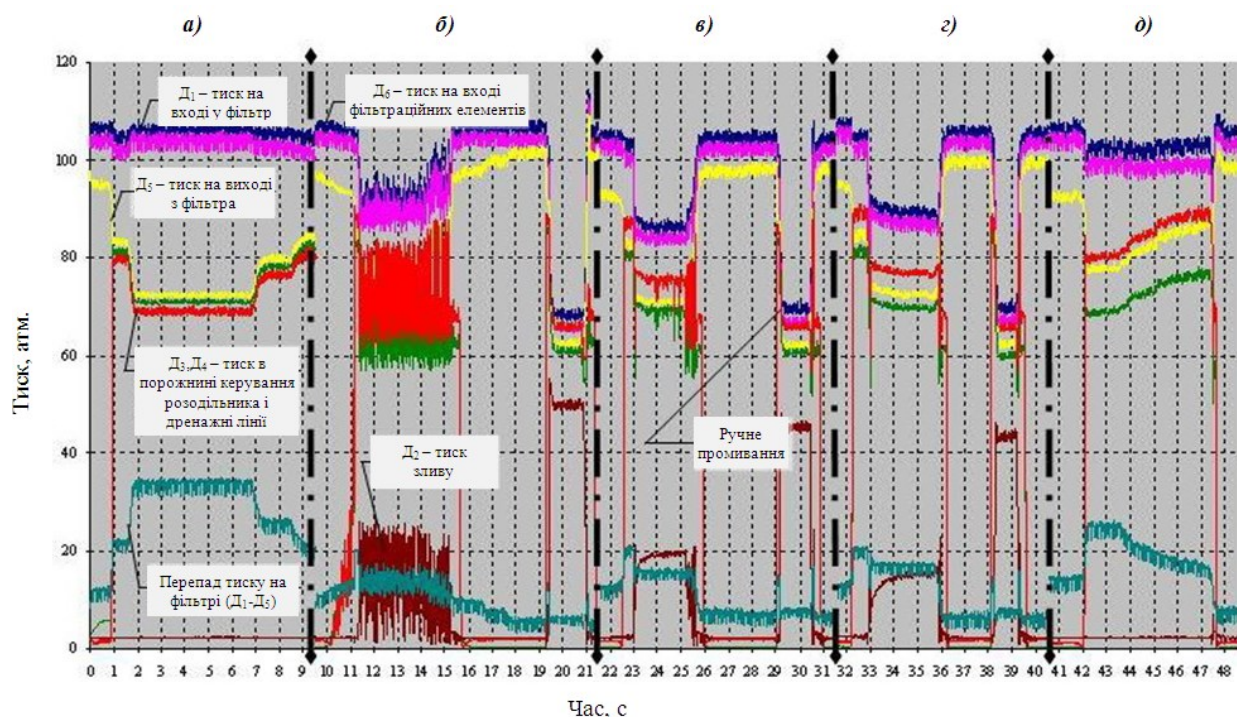 а)
б)
в)
г)
д)
120
100
80
60
40
20
0
Тиск, атм.
Д₁ – тиск на
вході у фільтр
Д₆ – тиск на вході
фільтраційних елементів
Д₅ – тиск на виході
з фільтра
Д₃,Д₄ – тиск в
порожнині керування
розодільника і
дренажні лінії
Д₂ – тиск
зливу
Ручне
промивання
Перепад тиску на
фільтрі (Д₁-Д₅)
0 1 2 3 4 5 6 7 8 9 10 11 12 13 14 15 16 17 18 19 20 21 22 23 24 25 26 27 28 29 30 31 32 33 34 35 36 37 38 39 40 41 42 43 44 45 46 47 48
Час, с